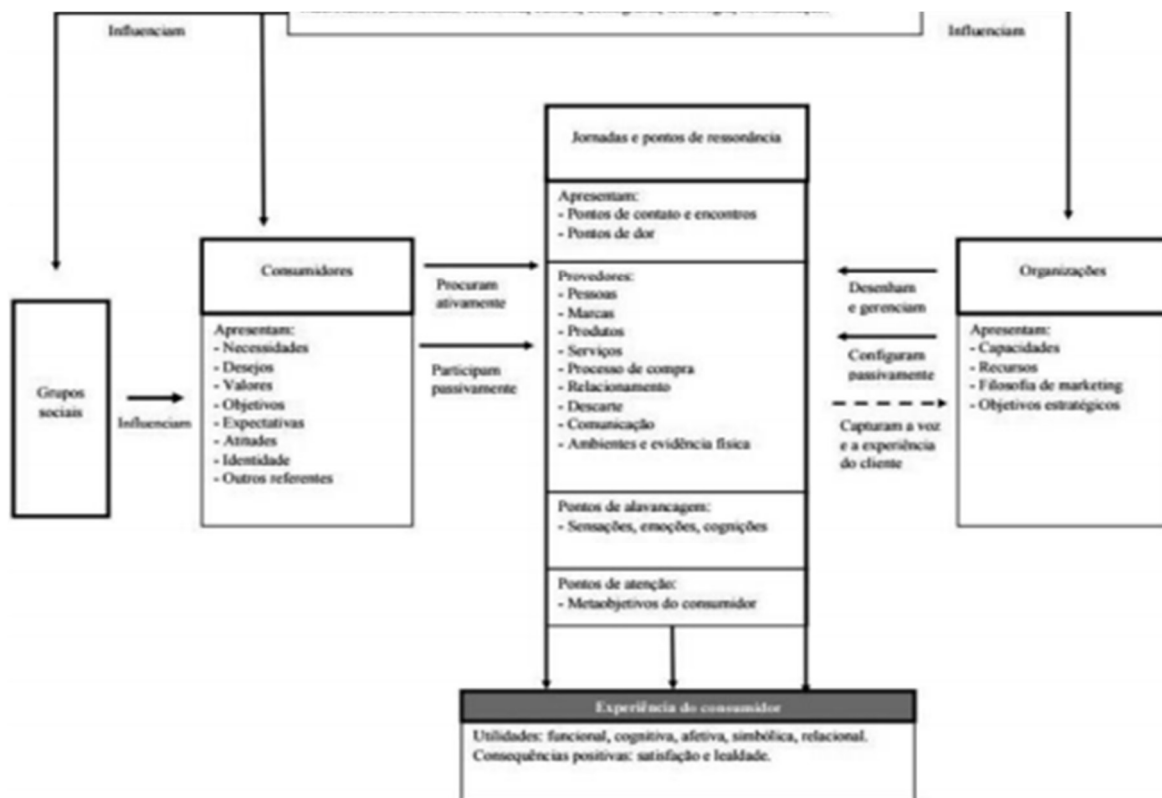 Influenciam
Influenciam
Jornadas e pontos de ressonância
Apresentam:
- Pontos de contato e encontros
- Pontos de dor
Consumidores
Procuram
ativamente
Provedores:
- Pessoas
- Marcas
- Produtos
- Serviços
- Processo de compra
- Relacionamento
- Descarte
- Comunicação
- Ambientes e evidência física
Desenham
e gerenciam
Organizações
Grupos
sociais
Influenciam
Apresentam:
- Necessidades
- Desejos
- Valores
- Objetivos
- Expectativas
- Atitudes
- Identidade
- Outros referentes
Participam
passivamente
Configuram
passivamente
Apresentam:
- Capacidades
- Recursos
- Filosofia de marketing
- Objetivos estratégicos
Capturam a voz
e a experiência
do cliente
Pontos de alavancagem:
- Sensações, emoções, cognições
Pontos de atenção:
- Metaobjetivos do consumidor
Experiência do consumidor
Utilidades: funcional, cognitiva, afetiva, simbólica, relacional.
Consequências positivas: satisfação e lealdade.